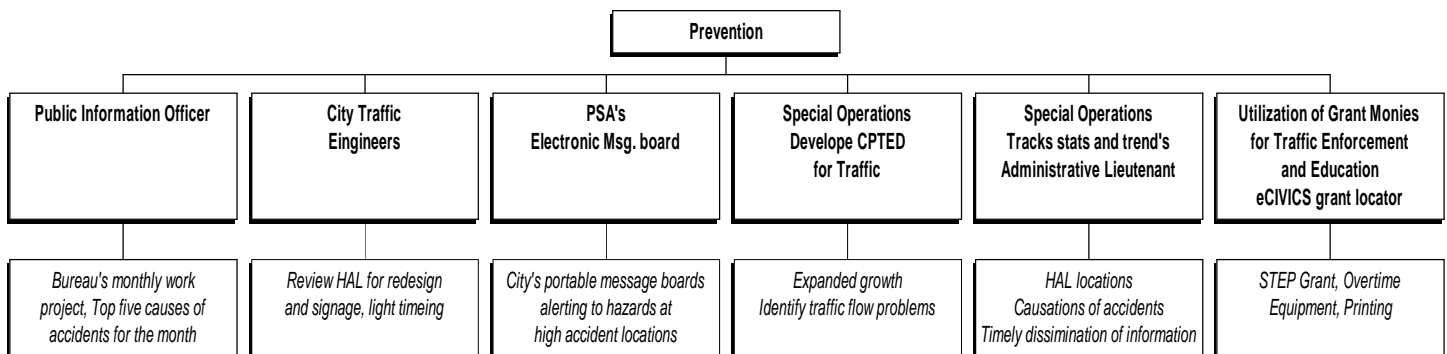 Prevention
Public Information Officer
City Traffic
Eingineers
PSA's
Electronic Msg. board
Special Operations
Develope CPTED
for Traffic
Special Operations
Tracks stats and trend's
Administrative Lieutenant
Utilization of Grant Monies
for Traffic Enforcement
and Education
eCIVICS grant locator
Bureau's monthly work
project, Top five causes of
accidents for the month
Review HAL for redesign
and signage, light timeing
City's portable message boards
alerting to hazards at
high accident locations
Expanded growth
Identify traffic flow problems
HAL locations
Causations of accidents
Timely dissimination of information
STEP Grant, Overtime
Equipment, Printing